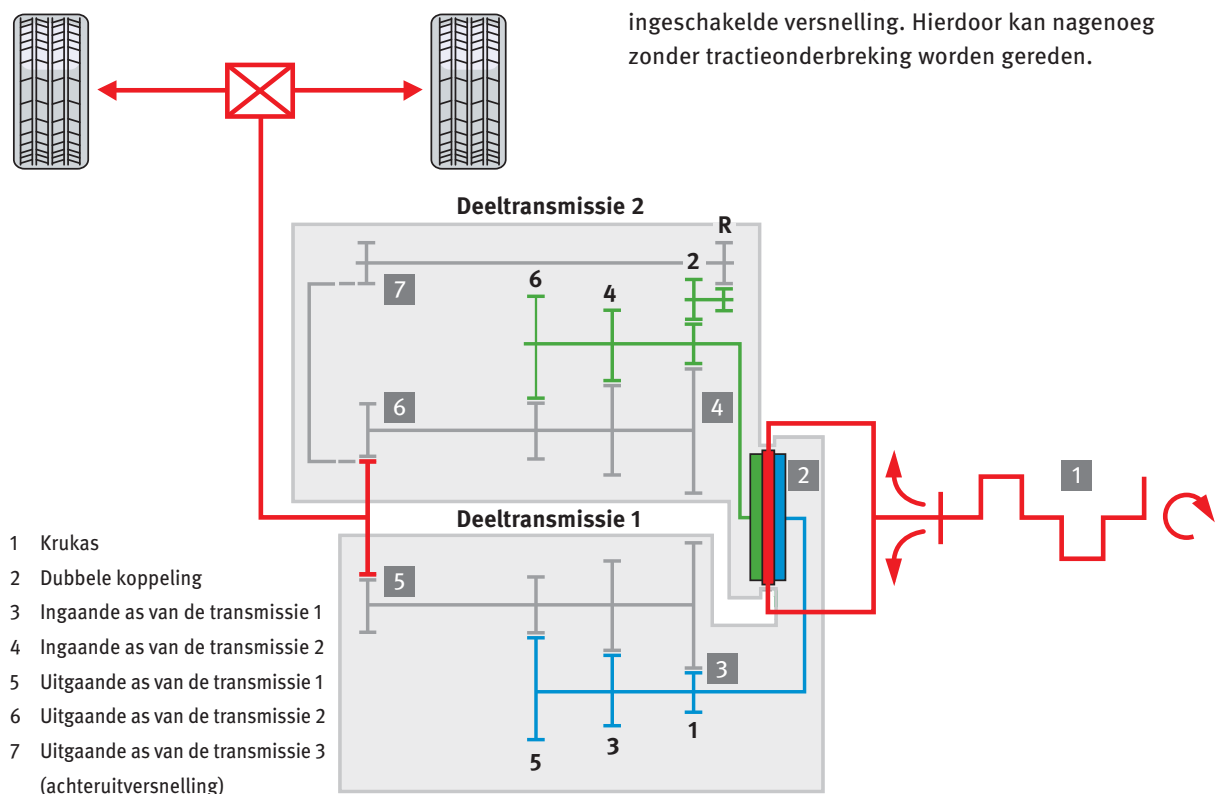 ingeschakelde versnelling. Hierdoor kan nagenoeg
zonder tractieonderbreking worden gereden.
Deeltransmissie 2
R
2
6
4
7
6
4
2
1
Deeltransmissie 1
5
3
1
3
5
1 Krukas
2 Dubbele koppeling
3 Ingaande as van de transmissie 1
4 Ingaande as van de transmissie 2
5 Uitgaande as van de transmissie 1
6 Uitgaande as van de transmissie 2
7 Uitgaande as van de transmissie 3
(achteruitversnelling)